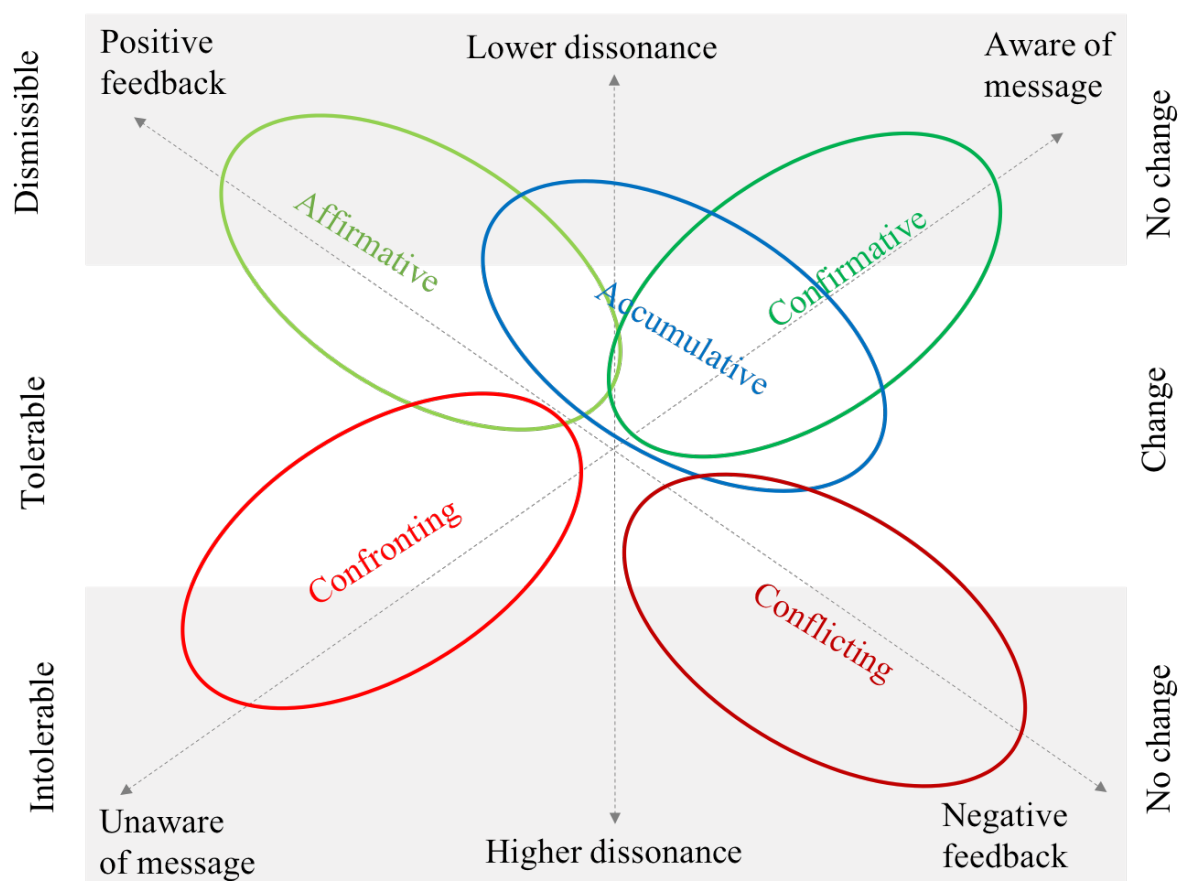 Positive
feedback
Lower dissonance
Aware of
message
Dismissible
No change
Affirmative
Accumulative
Confirmative
Tolerable
Change
Confronting
Conflicting
Intolerable
No change
Unaware
of message
Higher dissonance
Negative
feedback